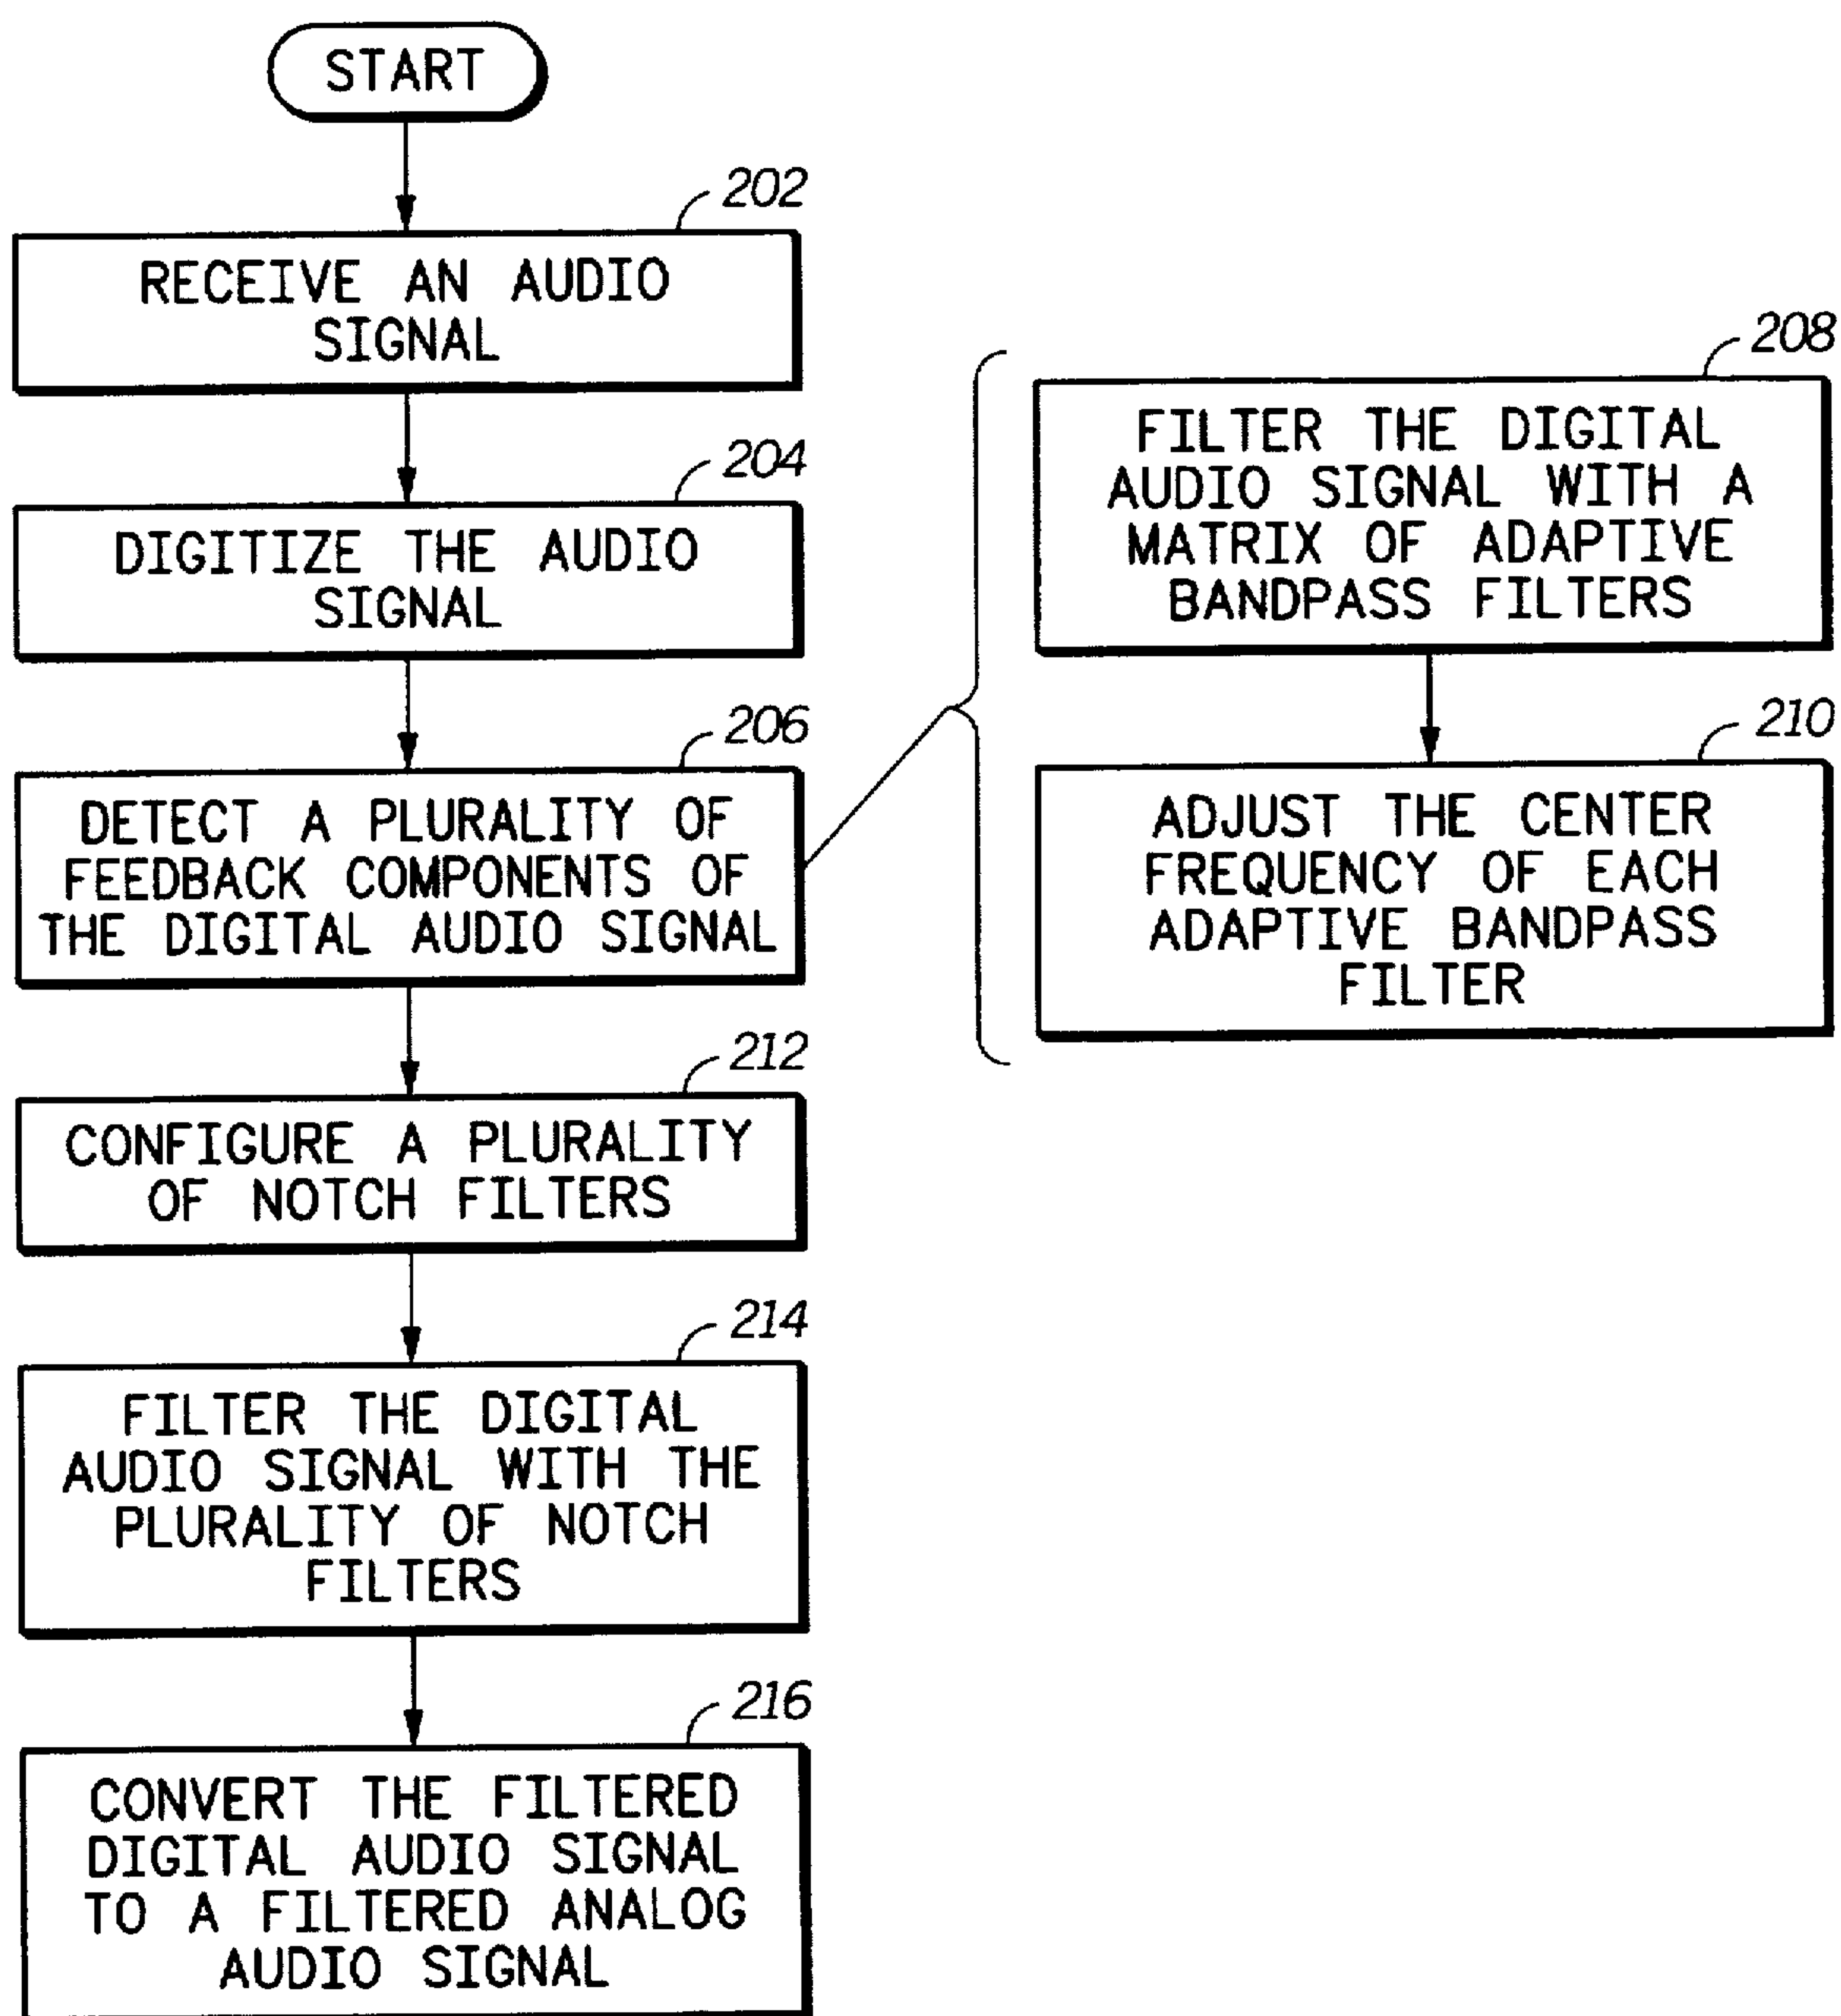 START
202
RECEIVE AN AUDIO
SIGNAL
204
DIGITIZE THE AUDIO
SIGNAL
206
DETECT A PLURALITY OF
FEEDBACK COMPONENTS OF
THE DIGITAL AUDIO SIGNAL
208
FILTER THE DIGITAL
AUDIO SIGNAL WITH A
MATRIX OF ADAPTIVE
BANDPASS FILTERS
210
ADJUST THE CENTER
FREQUENCY OF EACH
ADAPTIVE BANDPASS
FILTER
212
CONFIGURE A PLURALITY
OF NOTCH FILTERS
214
FILTER THE DIGITAL
AUDIO SIGNAL WITH THE
PLURALITY OF NOTCH
FILTERS
216
CONVERT THE FILTERED
DIGITAL AUDIO SIGNAL
TO A FILTERED ANALOG
AUDIO SIGNAL